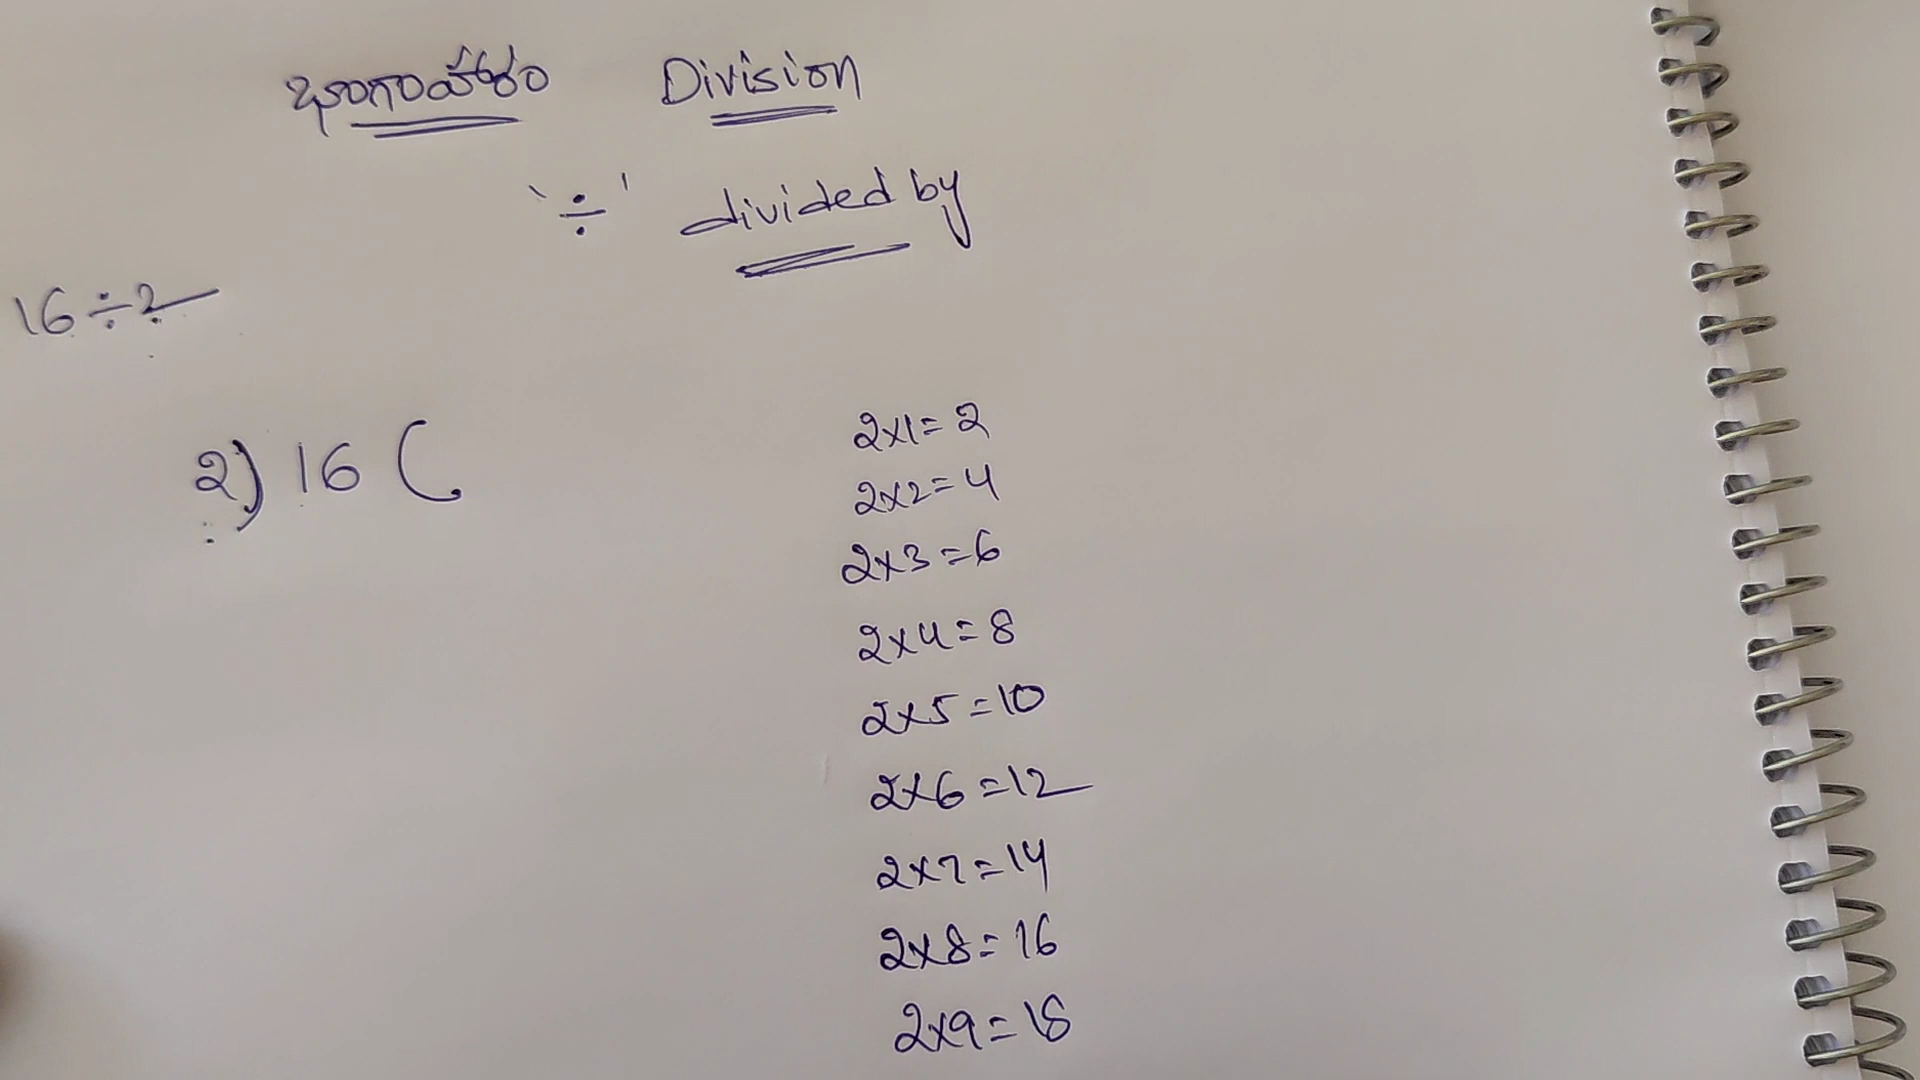 భాగాహారం Division
'÷' divided by
16÷2
2) 16 (
2x1=2
2x2=4
2x3=6
2x4=8
2x5=10
2x6=12
2x7=14
2x8=16
2x9=18